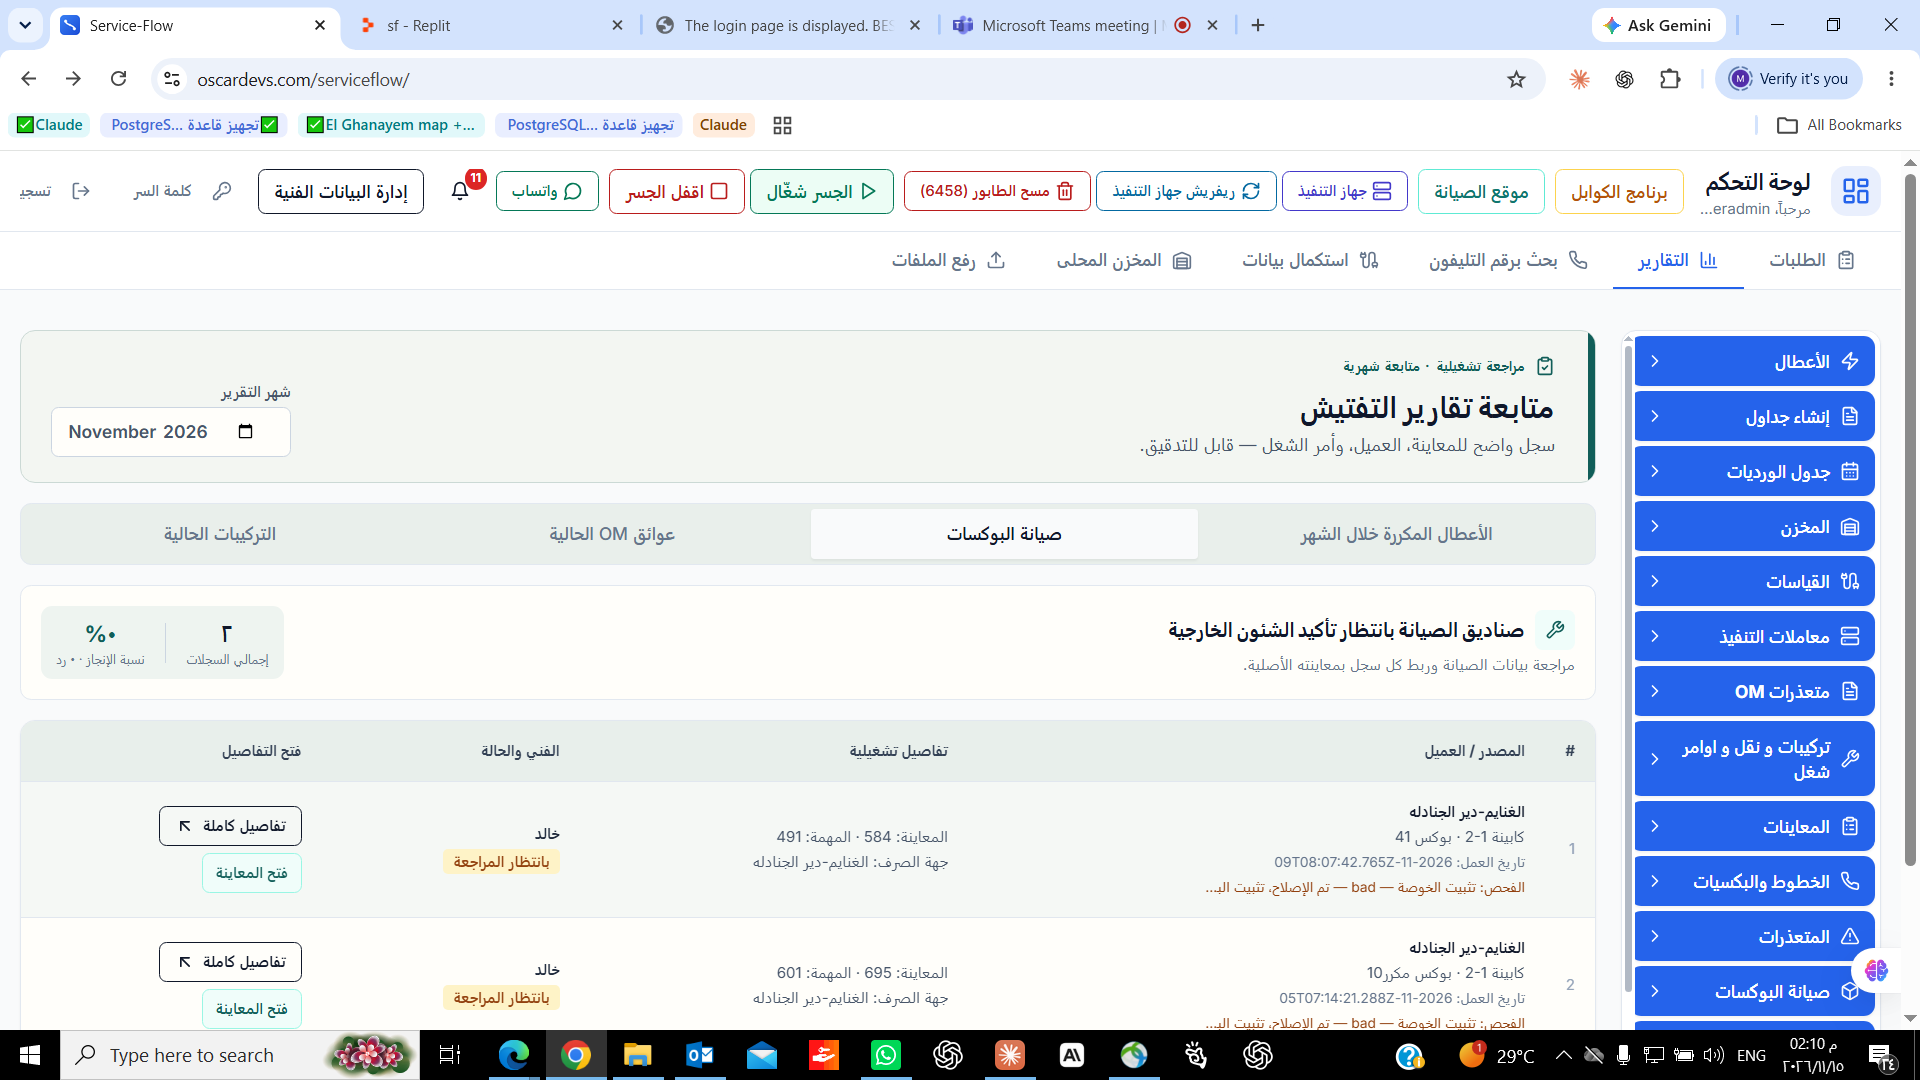 Service-Flow
sf - Replit
The login page is displayed. BES
Microsoft Teams meeting |
Ask Gemini
oscardevs.com/serviceflow/
Verify it's you
Claude
تجهيز قاعدة ...PostgreS
El Ghanayem map +...
تجهيز قاعدة ...PostgreSQL
Claude
All Bookmarks
لوحة التحكم
مرحباً، eradmin...
برنامج الكوابل
موقع الصيانة
جهاز التنفيذ
ريفريش جهاز التنفيذ
مسح الطابور (6458)
الجسر شغّال
اقفل الجسر
واتساب
11
إدارة البيانات الفنية
كلمة السر
تسجي
الطلبات
التقارير
بحث برقم التليفون
استكمال بيانات
المخزن المحلى
رفع الملفات
الأعطال
إنشاء جداول
جدول الورديات
المخزن
القياسات
معاملات التنفيذ
متعذرات OM
تركيبات و نقل و اوامر
شغل
المعاينات
الخطوط والبكسيات
المتعذرات
صيانة البوكسات
مراجعة تشغيلية · متابعة شهرية
متابعة تقارير التفتيش
سجل واضح للمعاينة، العميل، وأمر الشغل — قابل للتدقيق.
شهر التقرير
November 2026
الأعطال المكررة خلال الشهر
صيانة البوكسات
عوائق OM الحالية
التركيبات الحالية
صناديق الصيانة بانتظار تأكيد الشئون الخارجية
مراجعة بيانات الصيانة وربط كل سجل بمعاينته الأصلية.
٢
إجمالي السجلات
٠%
نسبة الإنجاز · ٠ رد
#
المصدر / العميل
تفاصيل تشغيلية
الفني والحالة
فتح التفاصيل
1
الغنايم-دير الجنادله
كابينة 1-2 · بوكس 41
تاريخ العمل: 2026-11-09T08:07:42.765Z
الفحص: تثبيت الخوصة — bad — تم الإصلاح، تثبيت الب...
المعاينة: 584 · المهمة: 491
جهة الصرف: الغنايم-دير الجنادله
خالد
بانتظار المراجعة
تفاصيل كاملة
فتح المعاينة
2
الغنايم-دير الجنادله
كابينة 1-2 · بوكس مكرر10
تاريخ العمل: 2026-11-05T07:14:21.288Z
الفحص: تثبيت الخوصة — bad — تم الإصلاح، تثبيت الب...
المعاينة: 695 · المهمة: 601
جهة الصرف: الغنايم-دير الجنادله
خالد
بانتظار المراجعة
تفاصيل كاملة
فتح المعاينة
Type here to search
1
29°C
ENG
02:10 م
٢٠٢٦/١١/١٥
٢٤